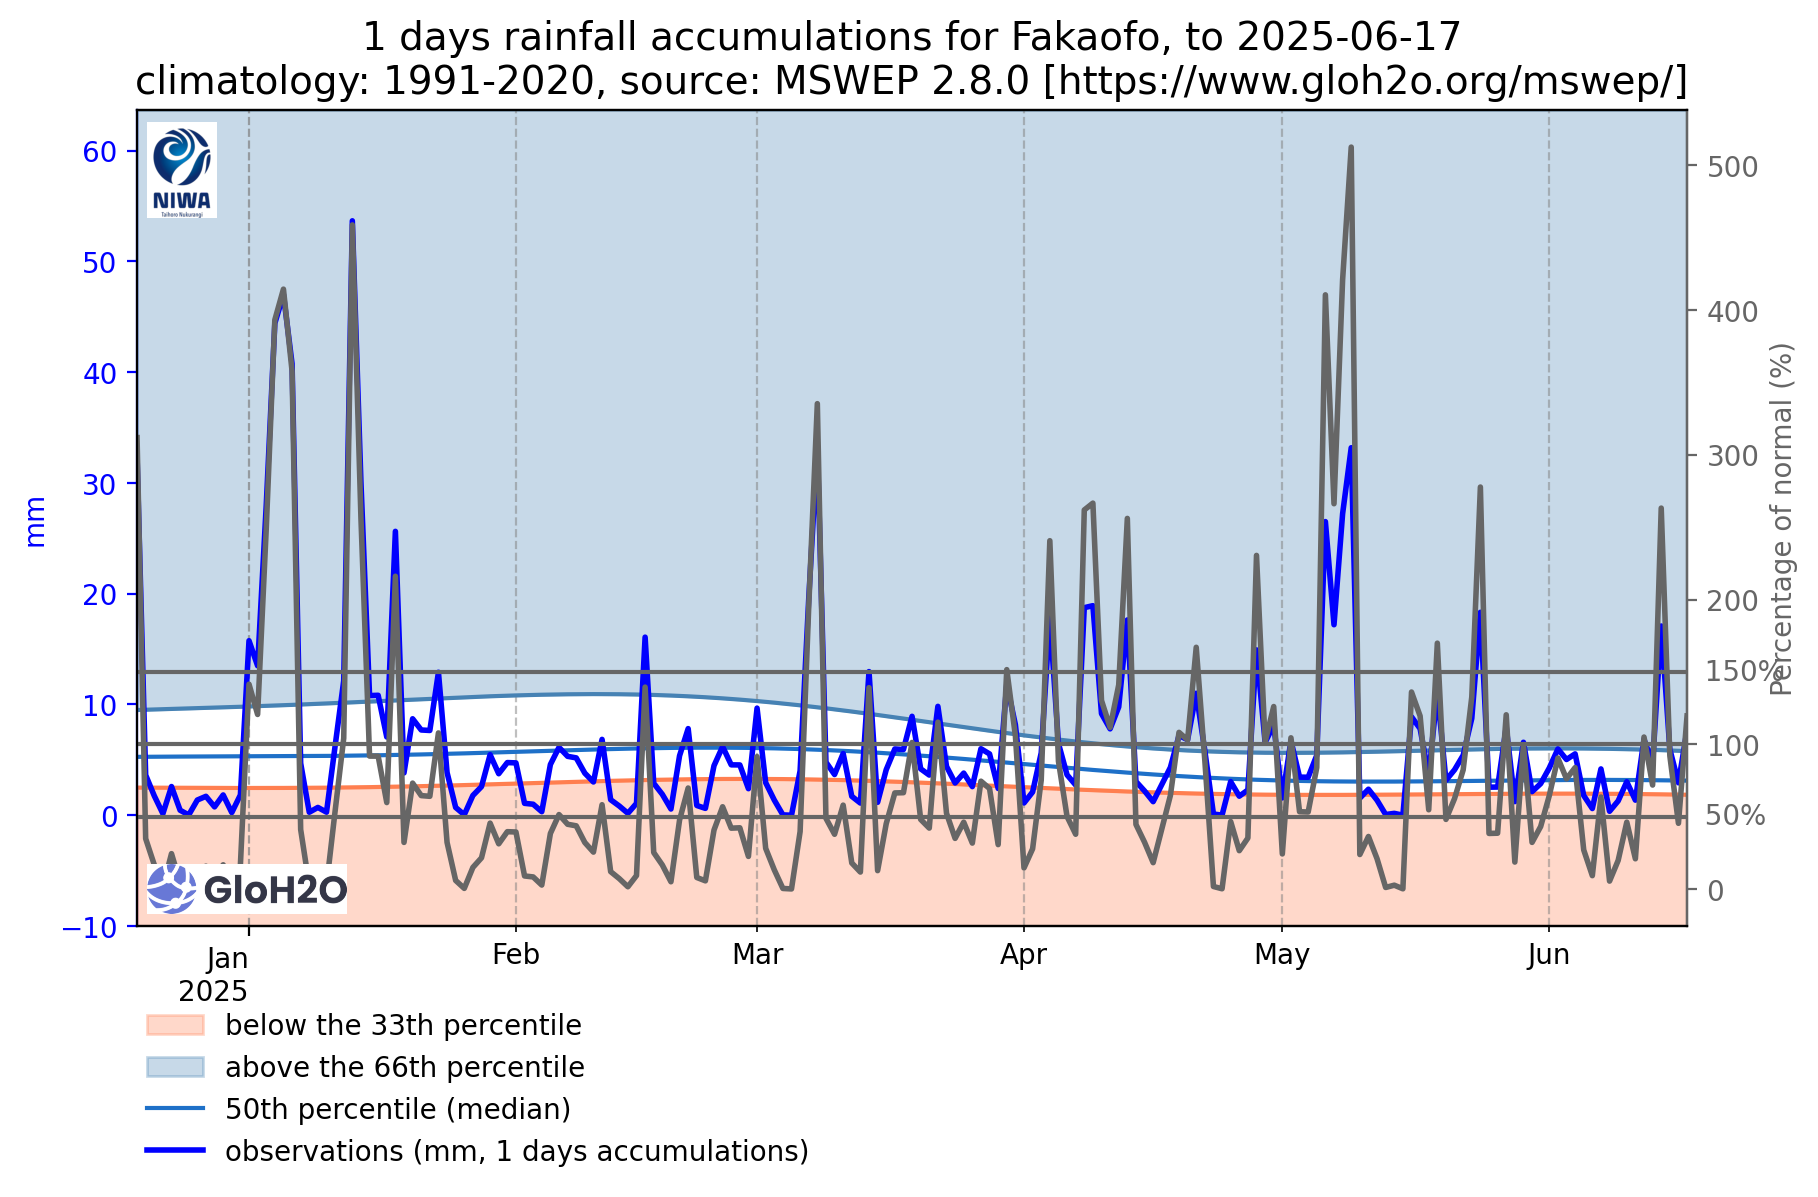 1 days rainfall accumulations for Fakaofo, to 2025-06-17
climatology: 1991-2020, source: MSWEP 2.8.0 [https://www.gloh2o.org/mswep/]
NIWA
Taihoro Nukurangi
60
50
40
30
20
10
0
−10
mm
500
400
300
200
150%
100
50%
0
Percentage of normal (%)
GloH2O
Jan
2025
Feb
Mar
Apr
May
Jun
below the 33th percentile
above the 66th percentile
50th percentile (median)
observations (mm, 1 days accumulations)